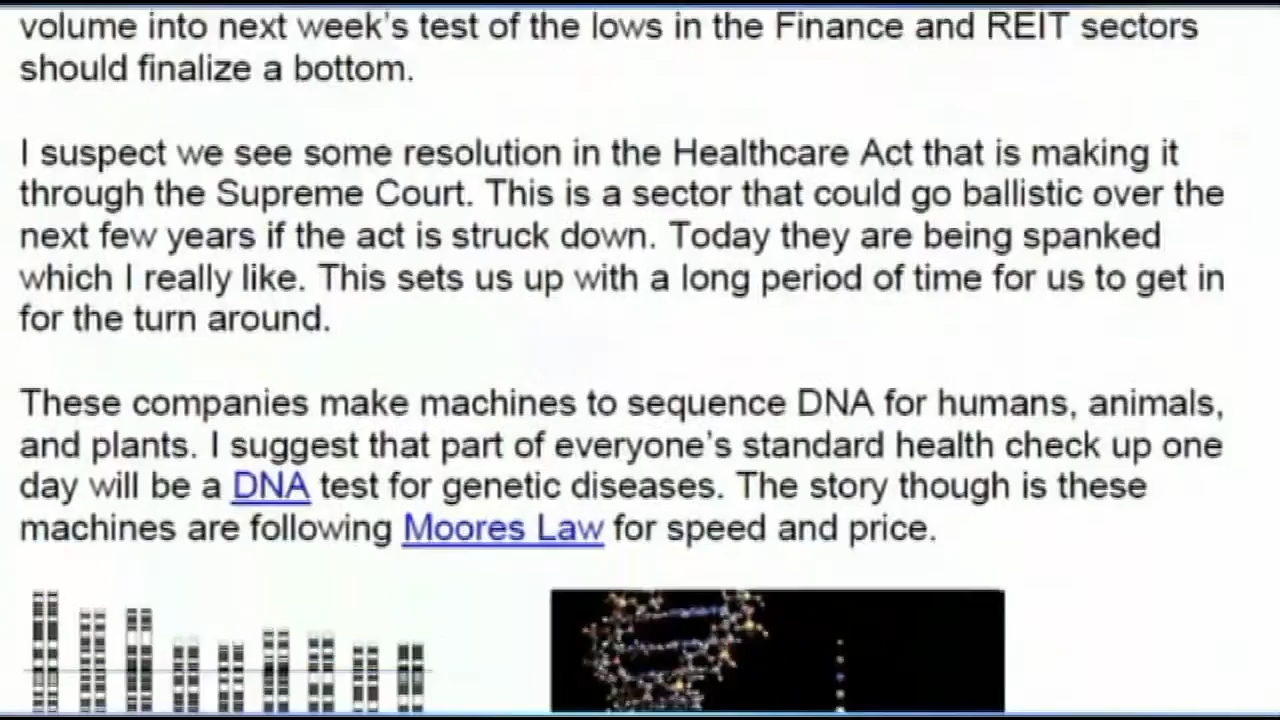 volume into next week's test of the lows in the Finance and REIT sectors
should finalize a bottom.
I suspect we see some resolution in the Healthcare Act that is making it
through the Supreme Court. This is a sector that could go ballistic over the
next few years if the act is struck down. Today they are being spanked
which I really like. This sets us up with a long period of time for us to get in
for the turn around.
These companies make machines to sequence DNA for humans, animals,
and plants. I suggest that part of everyone's standard health check up one
day will be a DNA test for genetic diseases. The story though is these
machines are following Moores Law for speed and price.